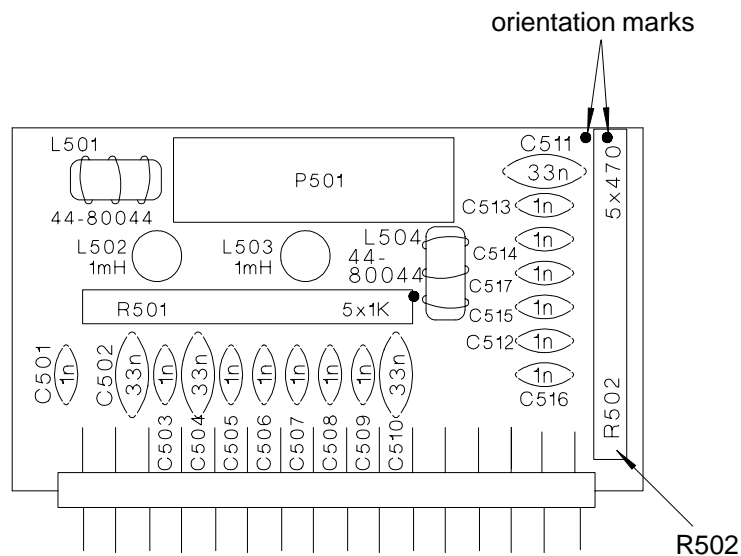 orientation marks
L501
C511
P501
33n
5x470
C513
1n
44-80044
L502
1mH
L503
1mH
L504
44-
80044
C514
1n
C517
1n
R501
5x1K
C515
1n
C512
1n
C501
1n
C502
33n
1n
33n
1n
1n
1n
1n
1n
33n
1n
C516
R502
C503
C504
C505
C506
C507
C508
C509
C510
R502